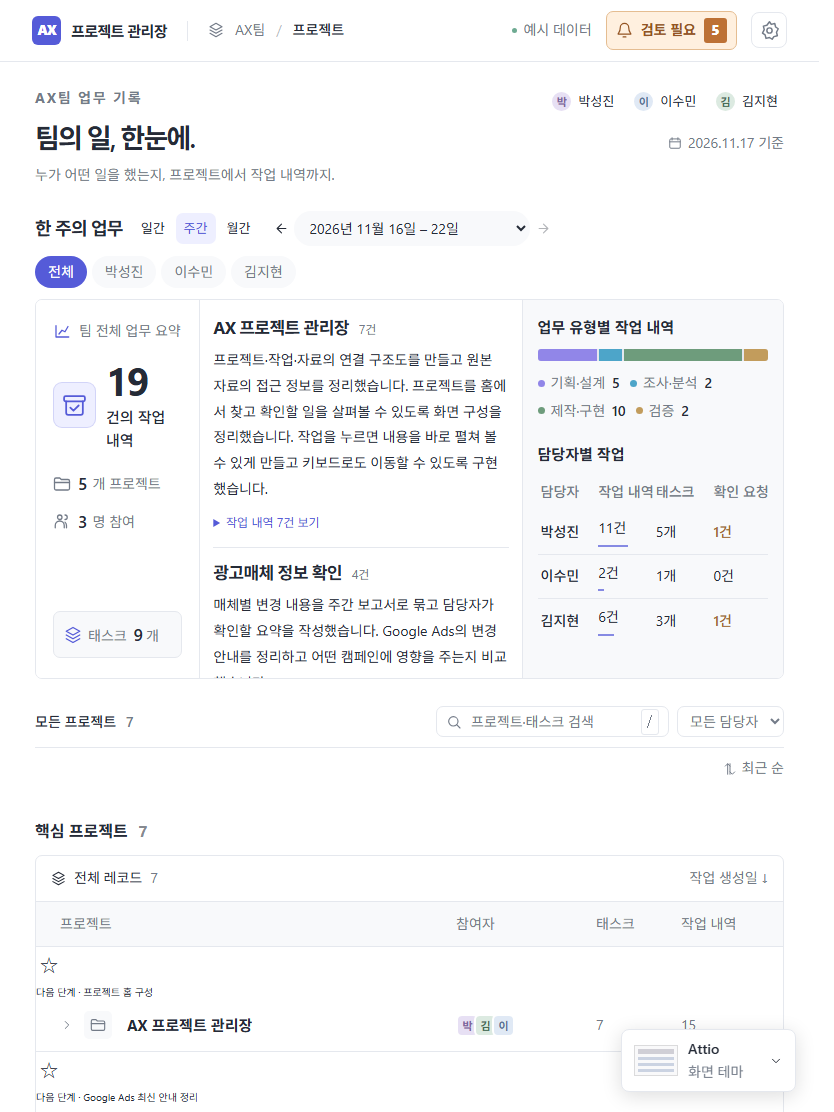 AX 프로젝트 관리장
AX팀 / 프로젝트
예시 데이터
검토 필요 5
AX팀 업무 기록
박 박성진 이 이수민 김 김지현
팀의 일, 한눈에.
2026.11.17 기준
누가 어떤 일을 했는지, 프로젝트에서 작업 내역까지.
한 주의 업무 일간 주간 월간 ← 2026년 11월 16일 – 22일 →
전체 박성진 이수민 김지현
팀 전체 업무 요약
19
건의 작업
내역
5 개 프로젝트
3 명 참여
태스크 9 개
AX 프로젝트 관리장 7건
프로젝트·작업·자료의 연결 구조도를 만들고 원본
자료의 접근 정보를 정리했습니다. 프로젝트를 홈에
서 찾고 확인할 일을 살펴볼 수 있도록 화면 구성을
정리했습니다. 작업을 누르면 내용을 바로 펼쳐 볼
수 있게 만들고 키보드로도 이동할 수 있도록 구현
했습니다.
▶ 작업 내역 7건 보기
광고매체 정보 확인 4건
매체별 변경 내용을 주간 보고서로 묶고 담당자가
확인할 요약을 작성했습니다. Google Ads의 변경
안내를 정리하고 어떤 캠페인에 영향을 주는지 비교
업무 유형별 작업 내역
기획·설계 5 조사·분석 2
제작·구현 10 검증 2
담당자별 작업
담당자 작업 내역 태스크 확인 요청
박성진 11건 5개 1건
이수민 2건 1개 0건
김지현 6건 3개 1건
모든 프로젝트 7
프로젝트·태스크 검색 /
모든 담당자
최근 순
핵심 프로젝트 7
전체 레코드 7
작업 생성일 ↓
프로젝트 참여자 태스크 작업 내역
다음 단계 · 프로젝트 홈 구성
AX 프로젝트 관리장 박 김 이 7 15
다음 단계 · Google Ads 최신 안내 정리
Attio
화면 테마